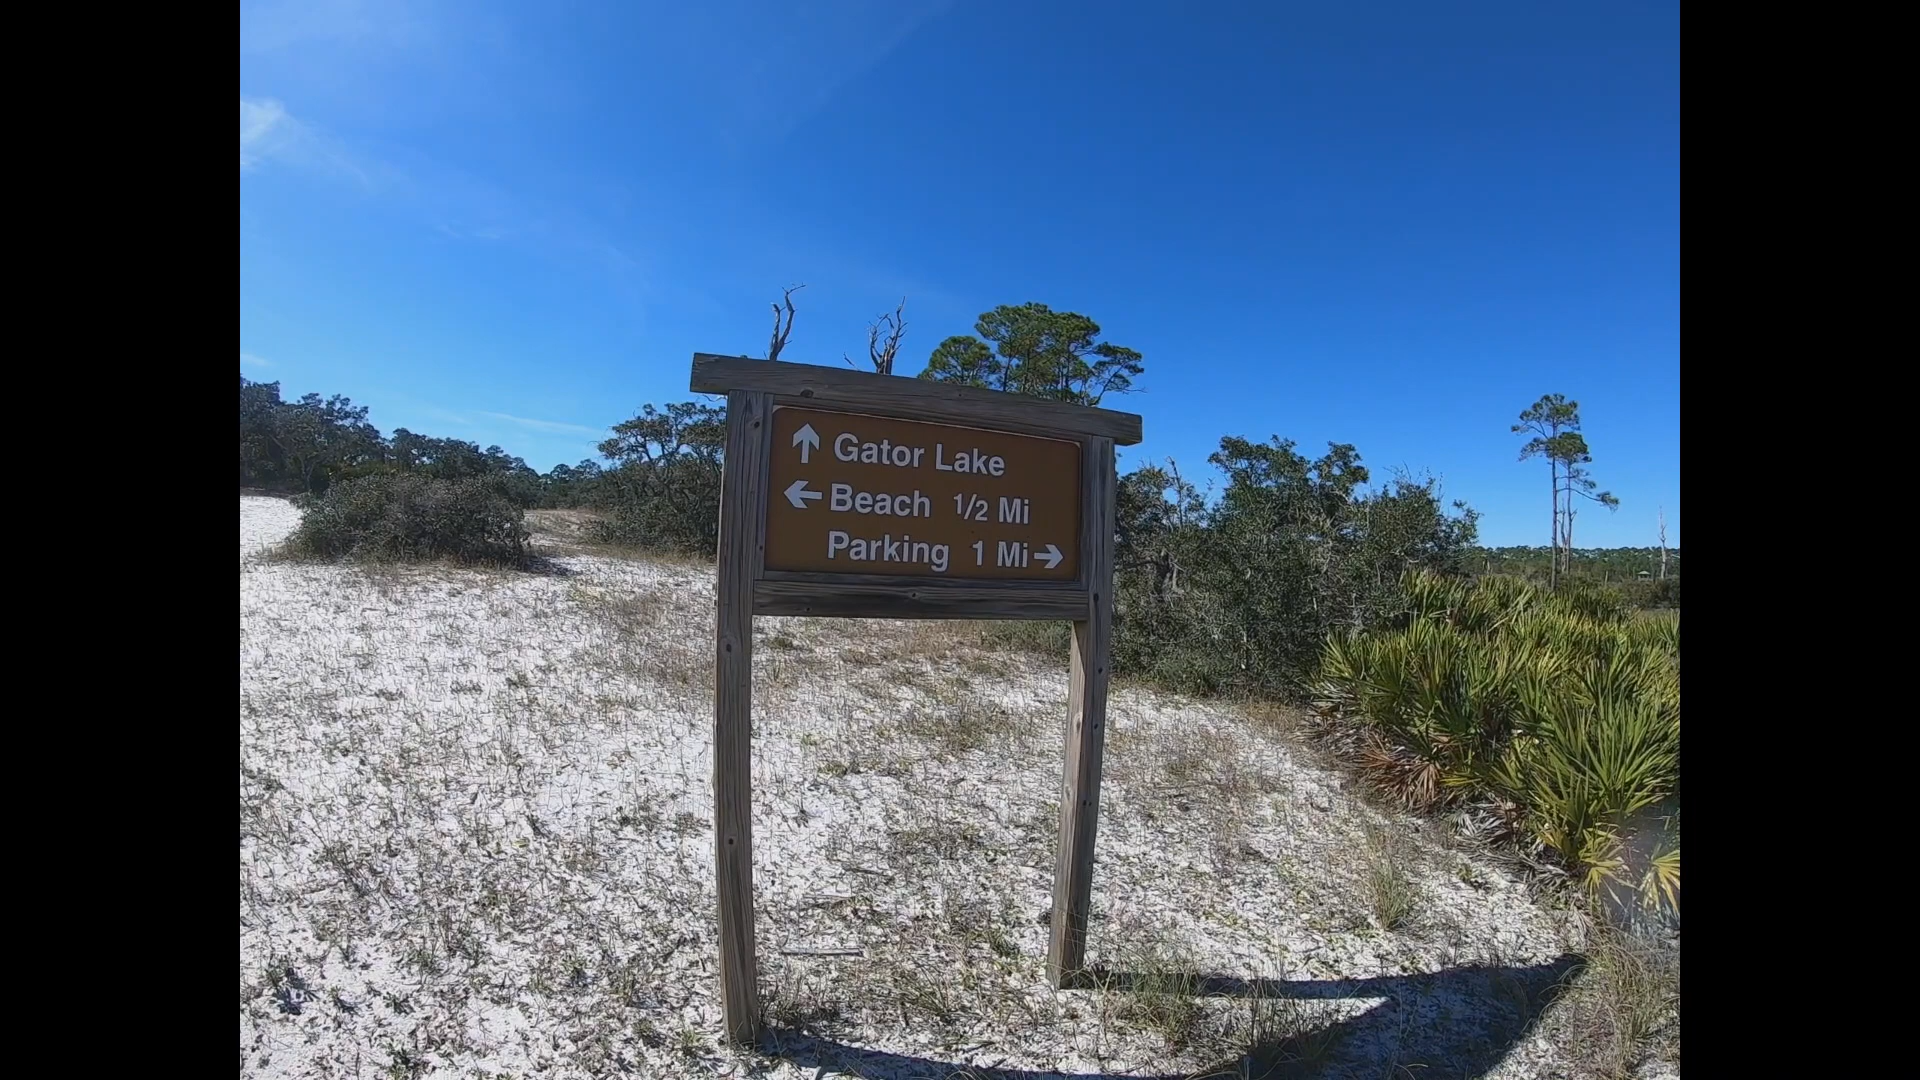 ↑ Gator Lake
← Beach 1/2 Mi
Parking 1 Mi →